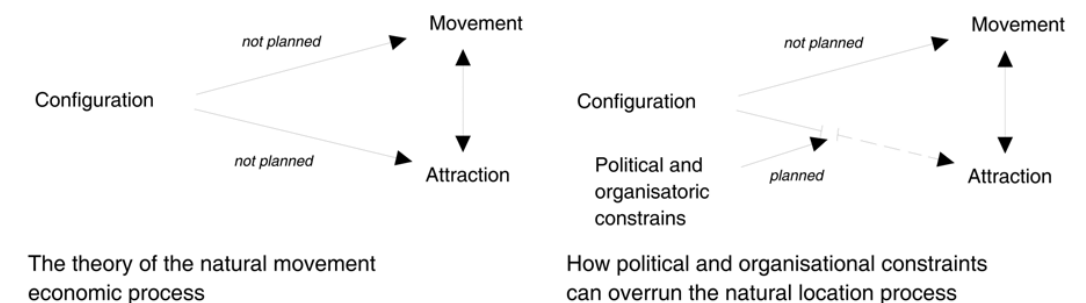 Movement
not planned
Configuration
not planned
Attraction
The theory of the natural movement
economic process
Movement
not planned
Configuration
Political and
organisatoric
constrains
planned
Attraction
How political and organisational constraints
can overrun the natural location process